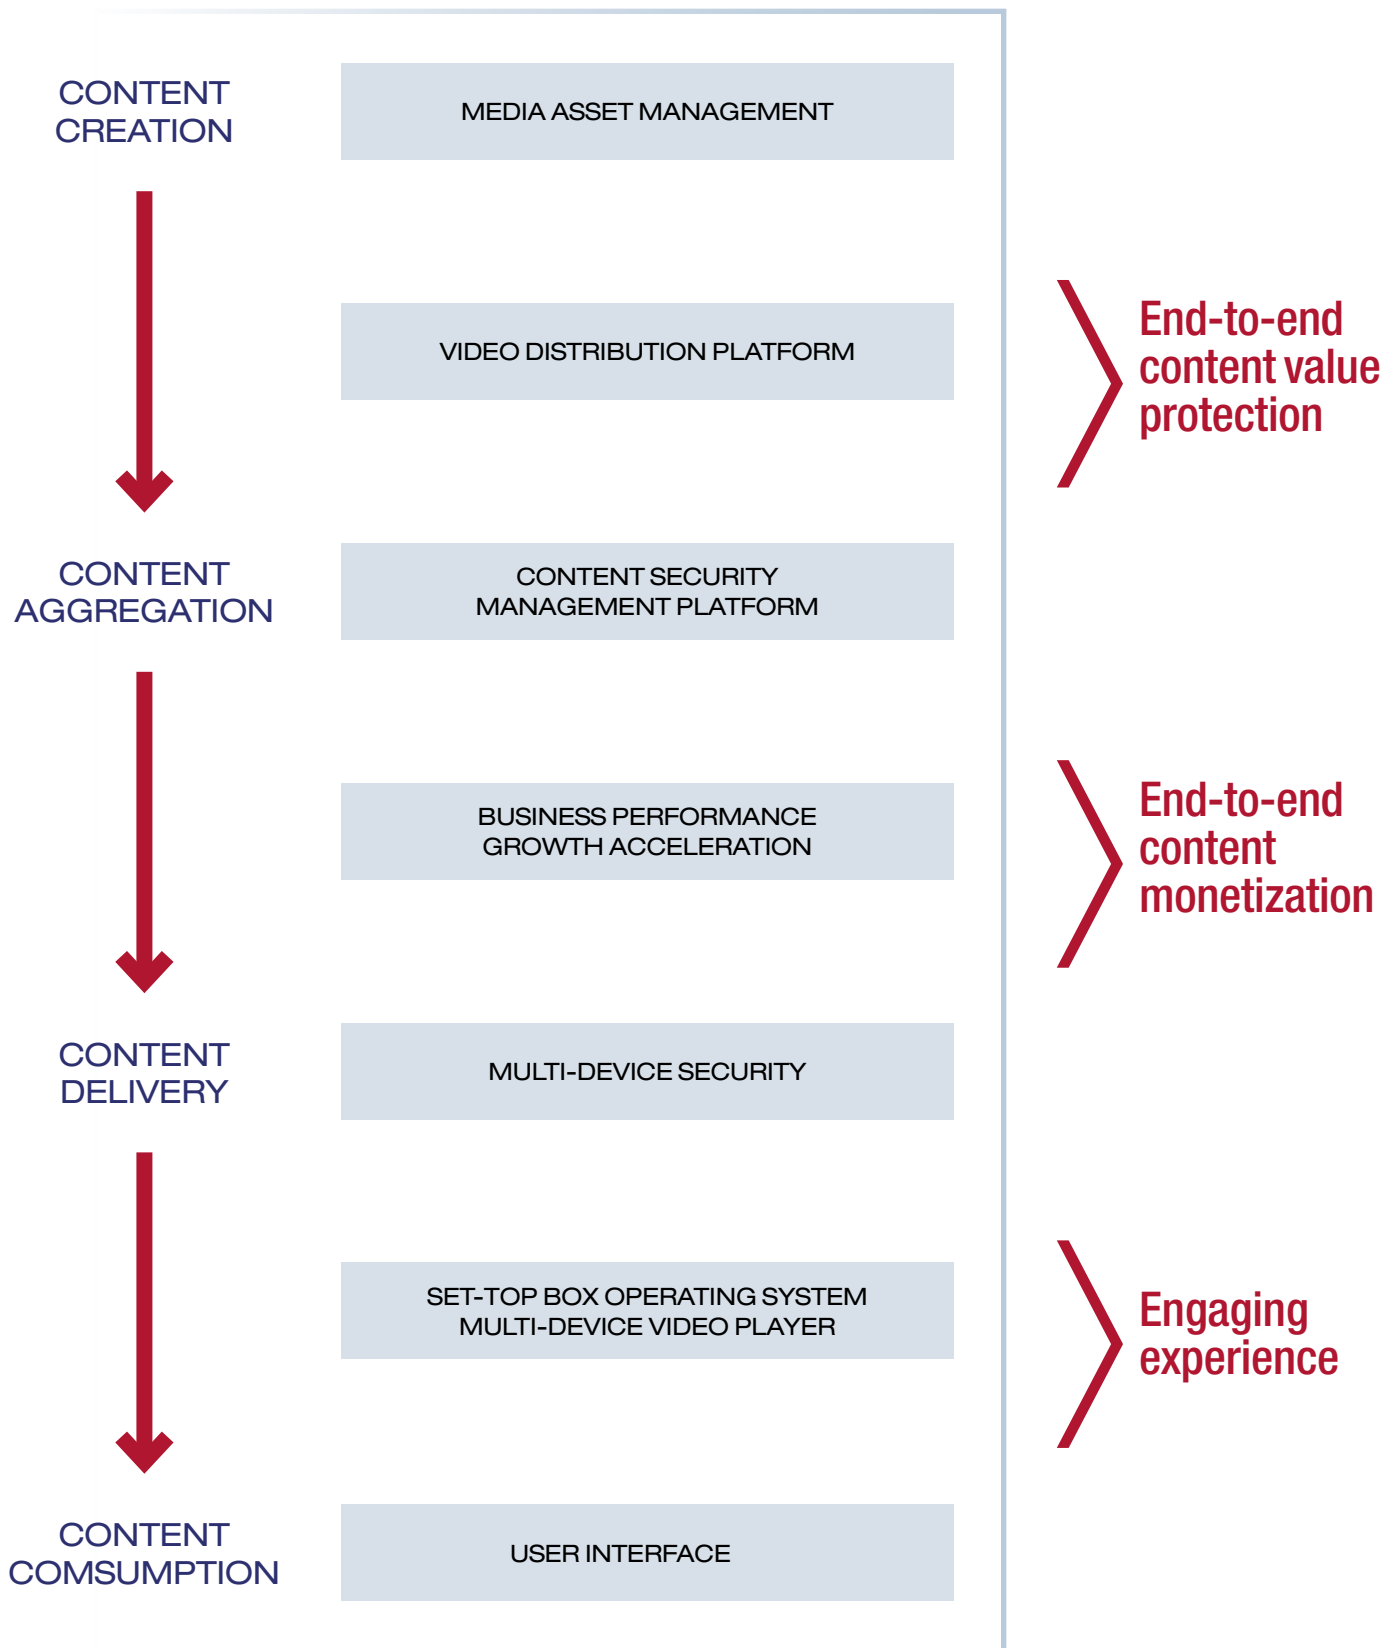 CONTENT
CREATION
MEDIA ASSET MANAGEMENT
VIDEO DISTRIBUTION PLATFORM
End-to-end
content value
protection
CONTENT
AGGREGATION
CONTENT SECURITY
MANAGEMENT PLATFORM
BUSINESS PERFORMANCE
GROWTH ACCELERATION
End-to-end
content
monetization
CONTENT
DELIVERY
MULTI-DEVICE SECURITY
SET-TOP BOX OPERATING SYSTEM
MULTI-DEVICE VIDEO PLAYER
Engaging
experience
CONTENT
COMSUMPTION
USER INTERFACE